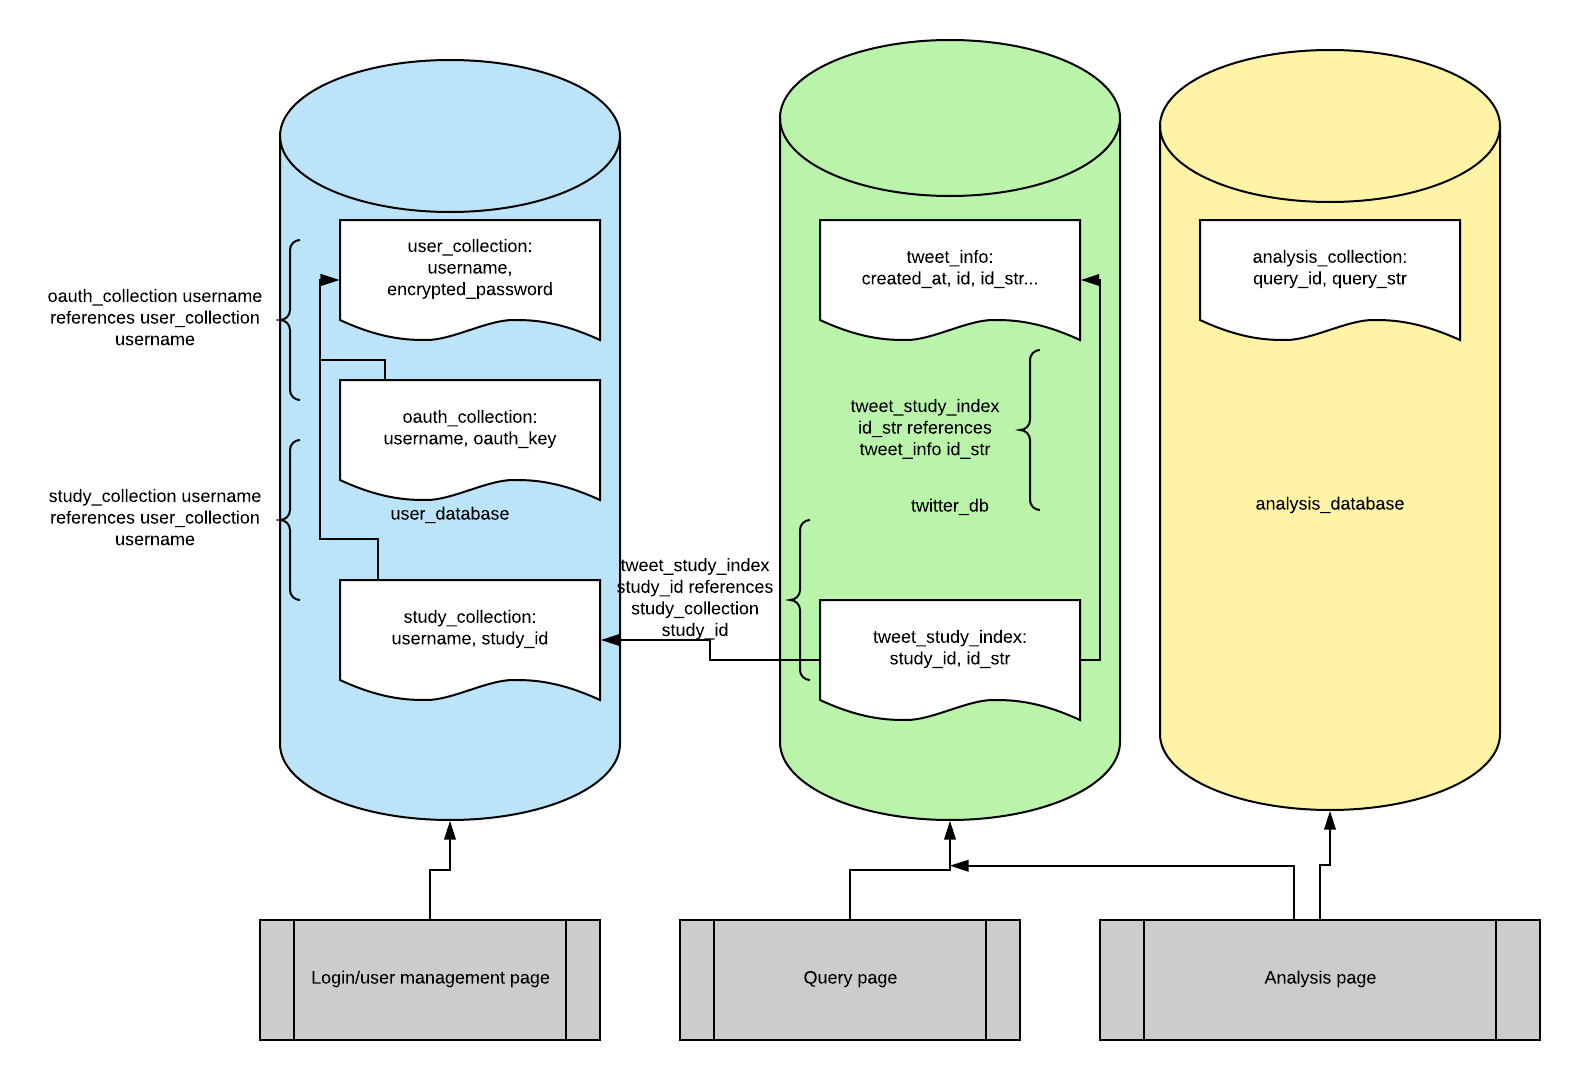 user_collection:
username,
encrypted_password
oauth_collection username
references user_collection
username
oauth_collection:
username, oauth_key
study_collection username
references user_collection
username
user_database
study_collection:
username, study_id
tweet_info:
created_at, id, id_str...
tweet_study_index
id_str references
tweet_info id_str
twitter_db
tweet_study_index
study_id references
study_collection
study_id
tweet_study_index:
study_id, id_str
analysis_collection:
query_id, query_str
analysis_database
Login/user management page
Query page
Analysis page